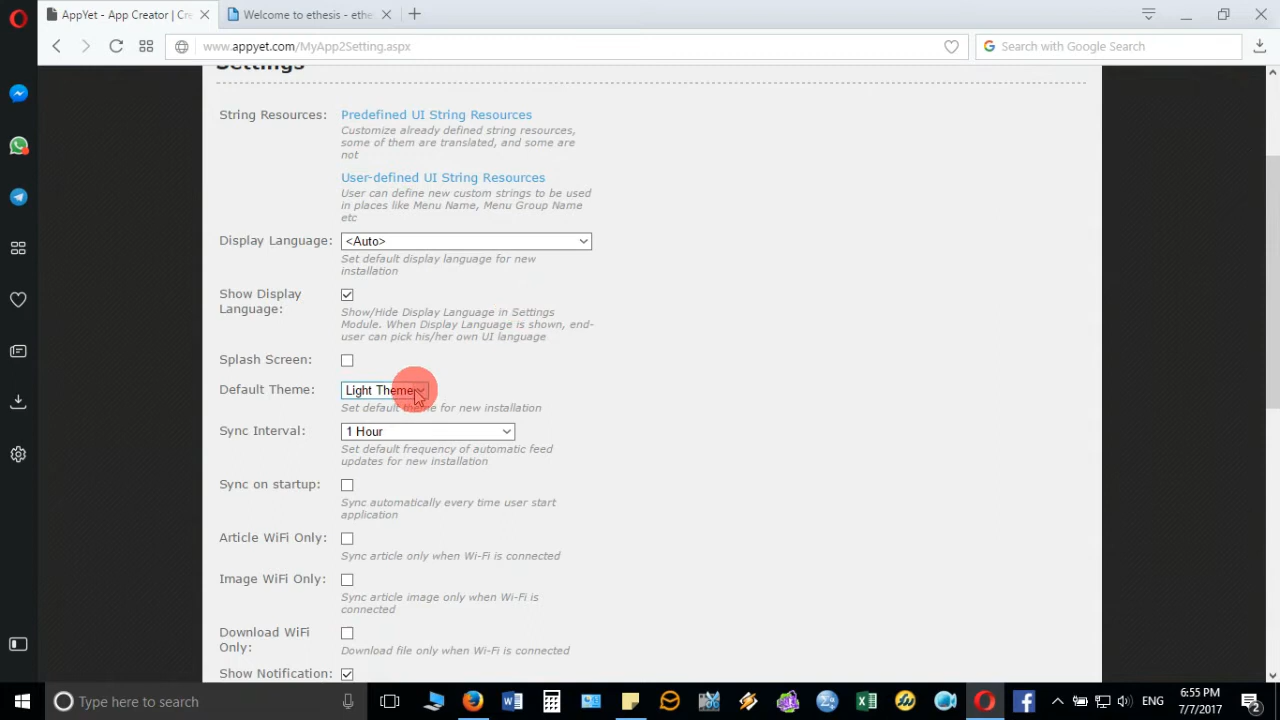 AppYet - App Creator | Cre
Welcome to ethesis - ethe
www.appyet.com/MyApp2Setting.aspx
Search with Google Search
Settings
String Resources:
Predefined UI String Resources
Customize already defined string resources,
some of them are translated, and some are
not
User-defined UI String Resources
User can define new custom strings to be used
in places like Menu Name, Menu Group Name
etc
Display Language:
<Auto>
Set default display language for new
installation
Show Display
Language:
Show/Hide Display Language in Settings
Module. When Display Language is shown, end-
user can pick his/her own UI language
Splash Screen:
Default Theme:
Light Theme
Set default theme for new installation
Sync Interval:
1 Hour
Set default frequency of automatic feed
updates for new installation
Sync on startup:
Sync automatically every time user start
application
Article WiFi Only:
Sync article only when Wi-Fi is connected
Image WiFi Only:
Sync article image only when Wi-Fi is
connected
Download WiFi
Only:
Download file only when Wi-Fi is connected
Show Notification:
Type here to search
ENG
6:55 PM
7/7/2017
2